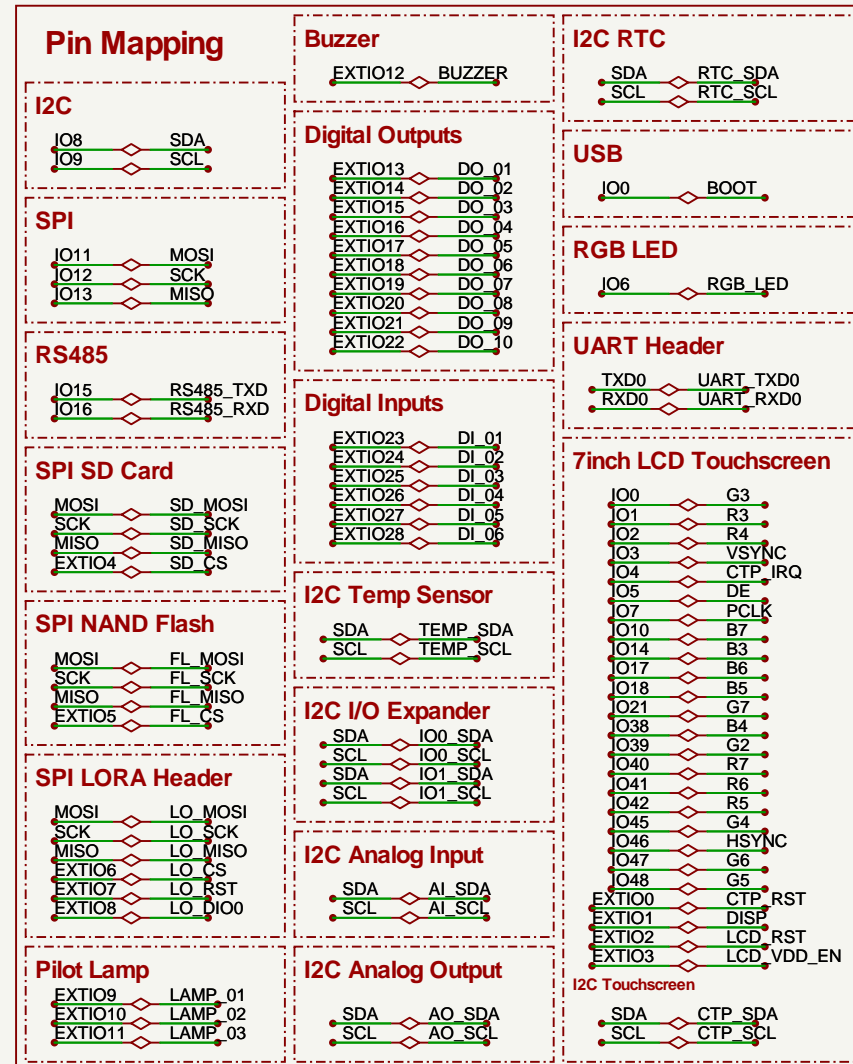 Pin Mapping
I2C
IO8 SDA
IO9 SCL
SPI
IO11 MOSI
IO12 SCK
IO13 MISO
RS485
IO15 RS485_TXD
IO16 RS485_RXD
SPI SD Card
MOSI SD_MOSI
SCK SD_SCK
MISO SD_MISO
EXTIO4 SD_CS
SPI NAND Flash
MOSI FL_MOSI
SCK FL_SCK
MISO FL_MISO
EXTIO5 FL_CS
SPI LORA Header
MOSI LO_MOSI
SCK LO_SCK
MISO LO_MISO
EXTIO6 LO_CS
EXTIO7 LO_RST
EXTIO8 LO_DIO0
Pilot Lamp
EXTIO9 LAMP_01
EXTIO10 LAMP_02
EXTIO11 LAMP_03
Buzzer
EXTIO12 BUZZER
Digital Outputs
EXTIO13 DO_01
EXTIO14 DO_02
EXTIO15 DO_03
EXTIO16 DO_04
EXTIO17 DO_05
EXTIO18 DO_06
EXTIO19 DO_07
EXTIO20 DO_08
EXTIO21 DO_09
EXTIO22 DO_10
Digital Inputs
EXTIO23 DI_01
EXTIO24 DI_02
EXTIO25 DI_03
EXTIO26 DI_04
EXTIO27 DI_05
EXTIO28 DI_06
I2C Temp Sensor
SDA TEMP_SDA
SCL TEMP_SCL
I2C I/O Expander
SDA IO0_SDA
SCL IO0_SCL
SDA IO1_SDA
SCL IO1_SCL
I2C Analog Input
SDA AI_SDA
SCL AI_SCL
I2C Analog Output
SDA AO_SDA
SCL AO_SCL
I2C RTC
SDA RTC_SDA
SCL RTC_SCL
USB
IO0 BOOT
RGB LED
IO6 RGB_LED
UART Header
TXD0 UART_TXD0
RXD0 UART_RXD0
7inch LCD Touchscreen
IO0 G3
IO1 R3
IO2 R4
IO3 VSYNC
IO4 CTP_IRQ
IO5 DE
IO7 PCLK
IO10 B7
IO14 B3
IO17 B6
IO18 B5
IO21 G7
IO38 B4
IO39 G2
IO40 R7
IO41 R6
IO42 R5
IO45 G4
IO46 HSYNC
IO47 G6
IO48 G5
EXTIO0 CTP_RST
EXTIO1 DISP
EXTIO2 LCD_RST
EXTIO3 LCD_VDD_EN
I2C Touchscreen
SDA CTP_SDA
SCL CTP_SCL